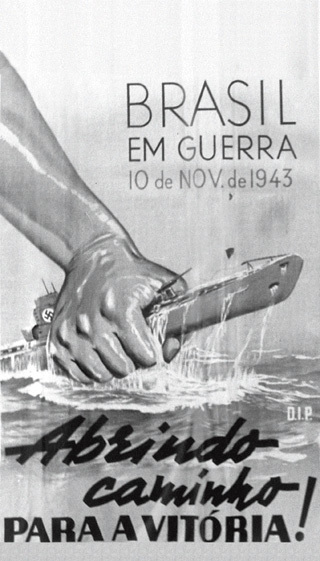 BRASIL
EM GUERRA
10 de NOV. de 1943
D.I.P.
Abrindo
caminho
PARA A VITÓRIA!